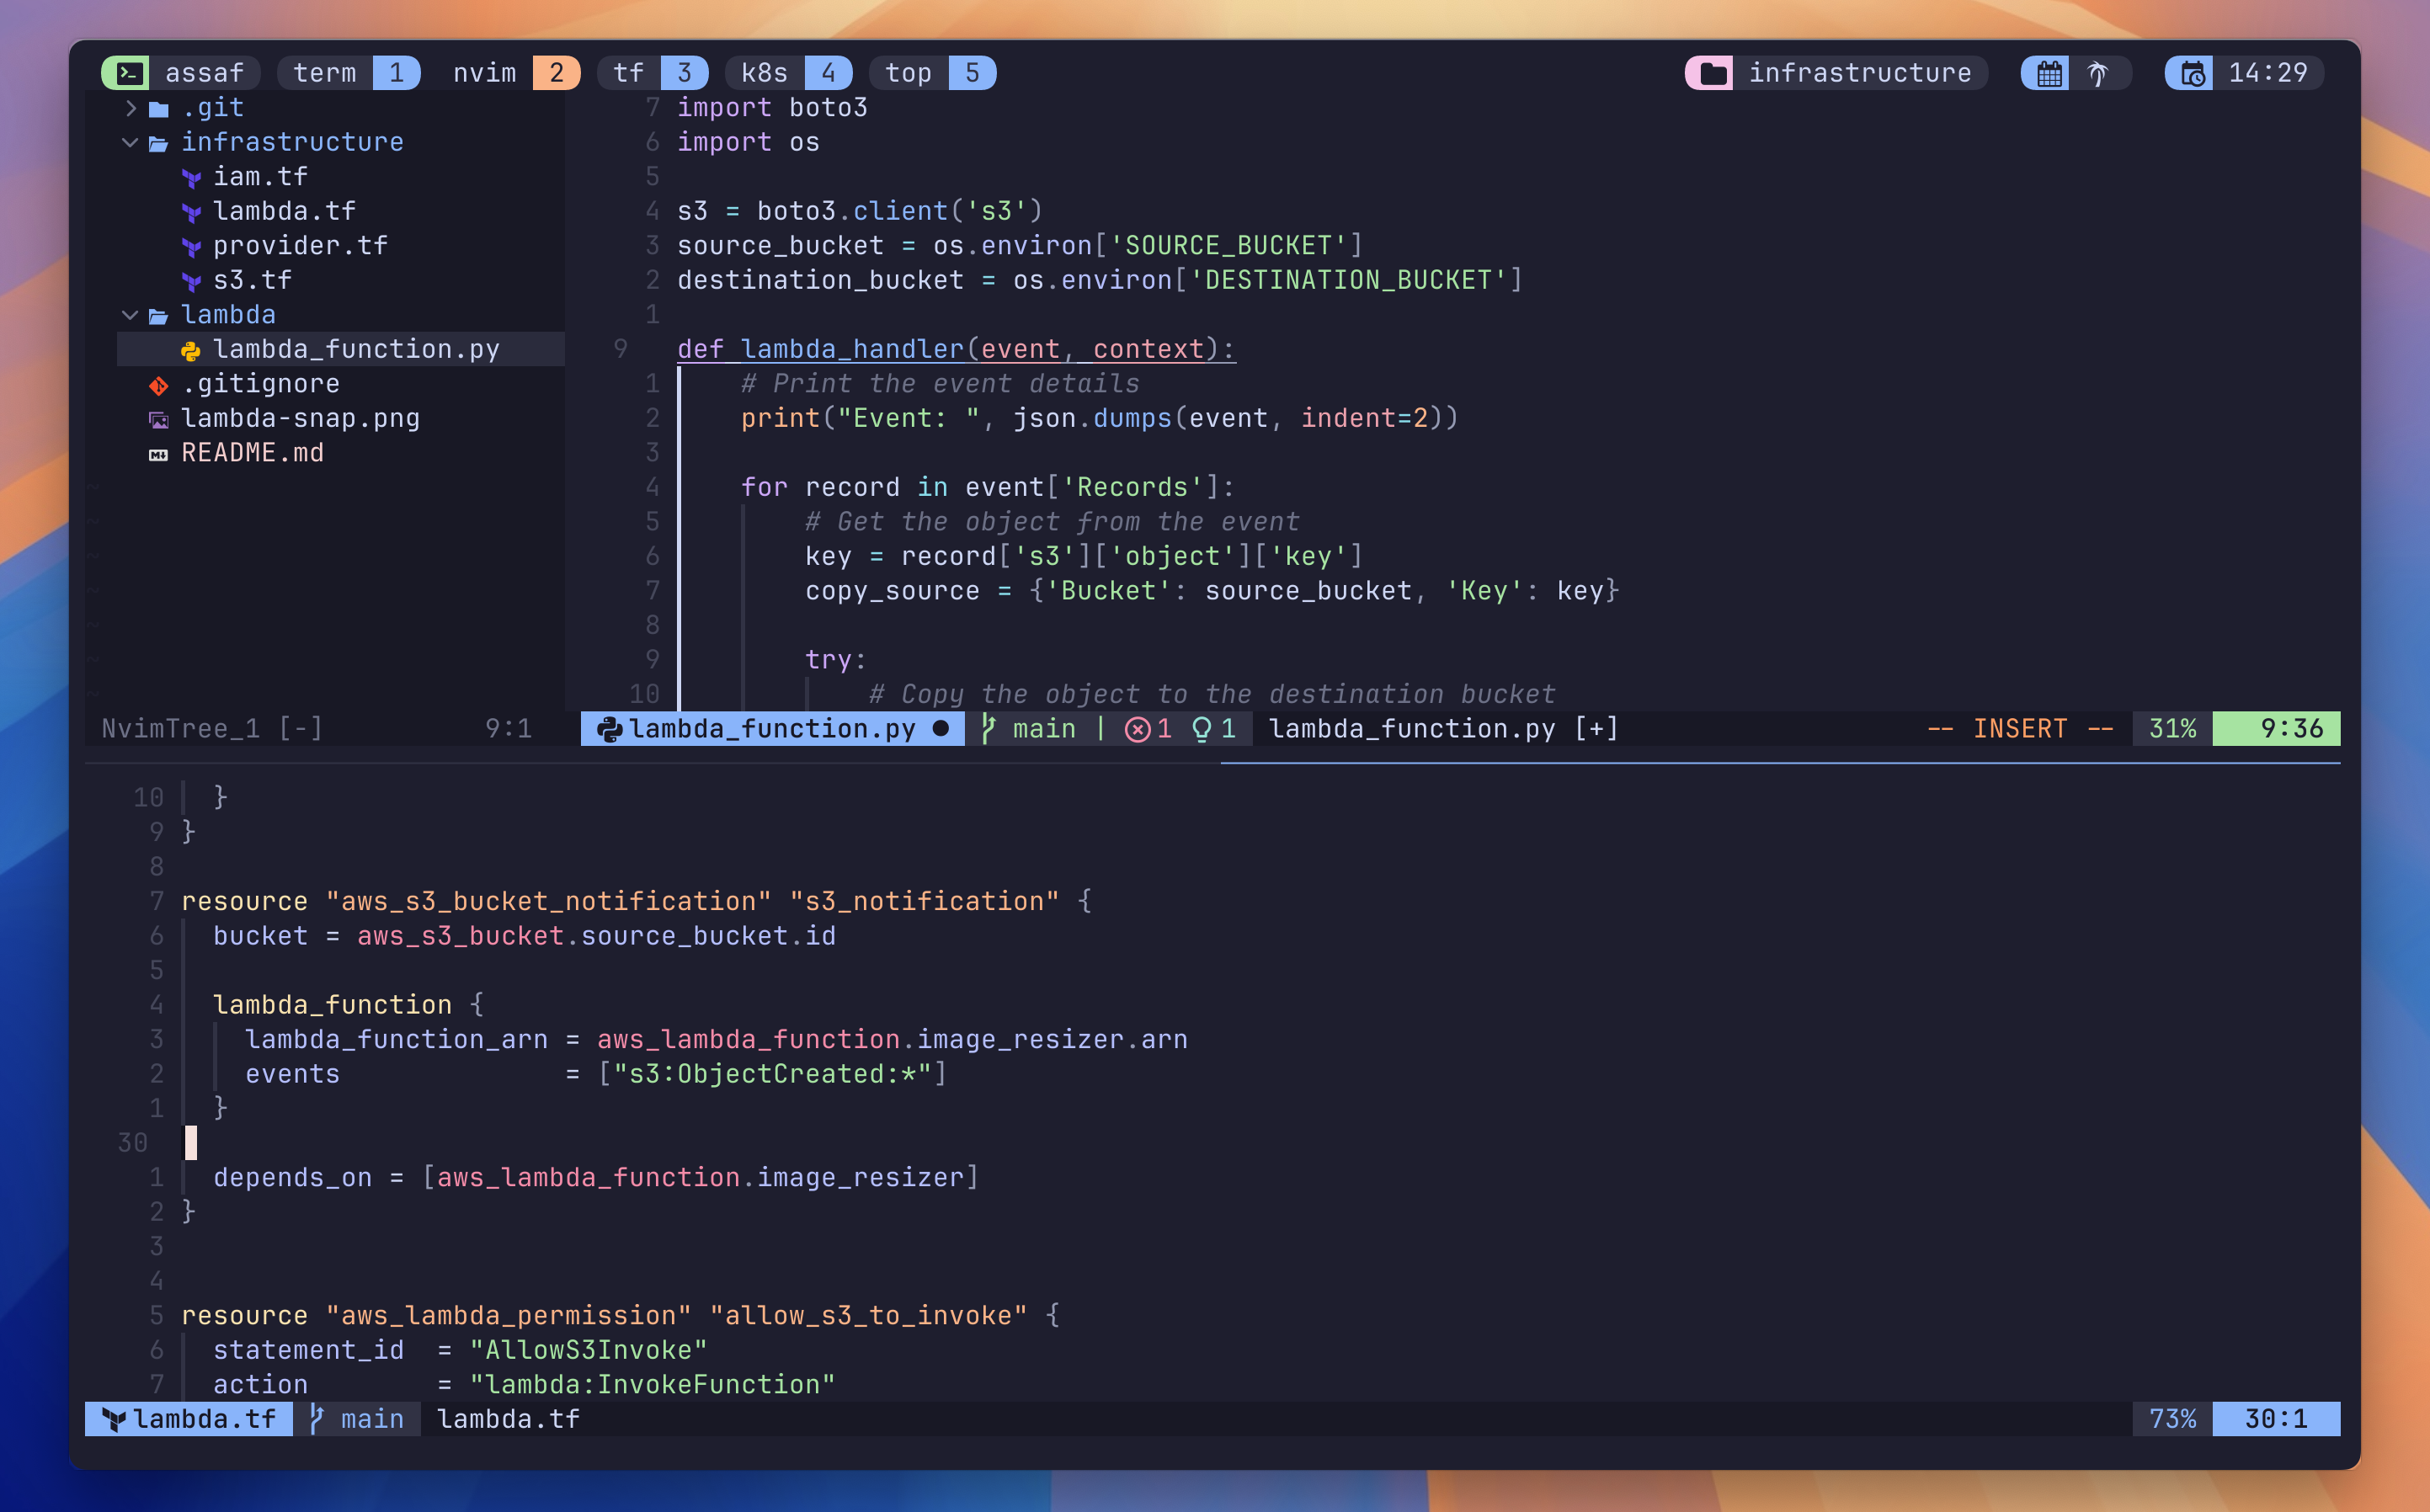 assaf term 1 nvim 2 tf 3 k8s 4 top 5 infrastructure 14:29
.git
infrastructure
iam.tf
lambda.tf
provider.tf
s3.tf
lambda
lambda_function.py
.gitignore
lambda-snap.png
README.md
~
~
~
~
~
~
~
NvimTree_1 [-] 9:1
7 import boto3
6 import os
5
4 s3 = boto3.client('s3')
3 source_bucket = os.environ['SOURCE_BUCKET']
2 destination_bucket = os.environ['DESTINATION_BUCKET']
1
9 def lambda_handler(event, context):
1 # Print the event details
2 print("Event: ", json.dumps(event, indent=2))
3
4 for record in event['Records']:
5 # Get the object from the event
6 key = record['s3']['object']['key']
7 copy_source = {'Bucket': source_bucket, 'Key': key}
8
9 try:
10 # Copy the object to the destination bucket
lambda_function.py ● main | 1 1 lambda_function.py [+] -- INSERT -- 31% 9:36
10 }
9 }
8
7 resource "aws_s3_bucket_notification" "s3_notification" {
6 bucket = aws_s3_bucket.source_bucket.id
5
4 lambda_function {
3 lambda_function_arn = aws_lambda_function.image_resizer.arn
2 events = ["s3:ObjectCreated:*"]
1 }
30
1 depends_on = [aws_lambda_function.image_resizer]
2 }
3
4
5 resource "aws_lambda_permission" "allow_s3_to_invoke" {
6 statement_id = "AllowS3Invoke"
7 action = "lambda:InvokeFunction"
lambda.tf main lambda.tf 73% 30:1